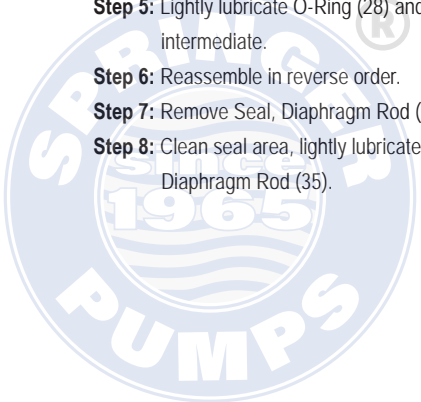 Step 5: Lightly lubricate O-Ring (28) and
intermediate.
Step 6: Reassemble in reverse order.
Step 7: Remove Seal, Diaphragm Rod (
Step 8: Clean seal area, lightly lubricate
Diaphragm Rod (35).
®
SPRINGER
since
1965
PUMPS